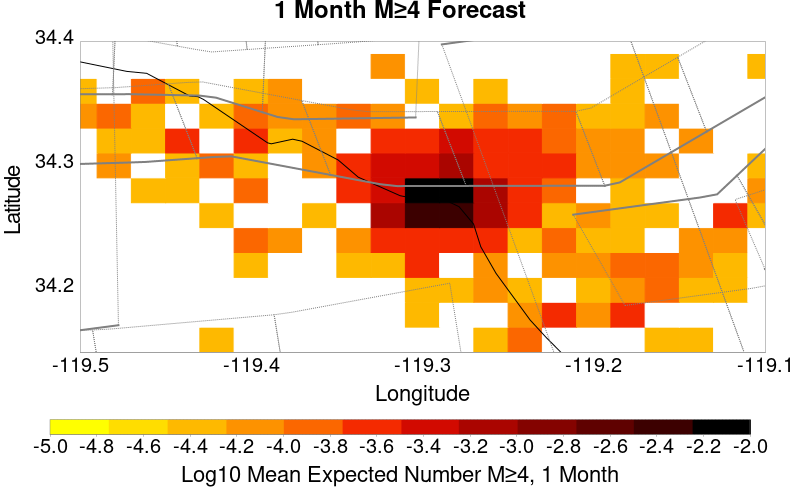 1 Month M≥4 Forecast
34.4
34.3
34.2
Latitude
-119.5 -119.4 -119.3 -119.2 -119.1
Longitude
-5.0 -4.8 -4.6 -4.4 -4.2 -4.0 -3.8 -3.6 -3.4 -3.2 -3.0 -2.8 -2.6 -2.4 -2.2 -2.0
Log10 Mean Expected Number M≥4, 1 Month